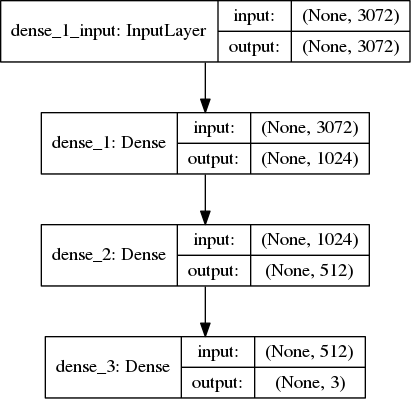 dense_1_input: InputLayer
input: (None, 3072)
output: (None, 3072)
dense_1: Dense
input: (None, 3072)
output: (None, 1024)
dense_2: Dense
input: (None, 1024)
output: (None, 512)
dense_3: Dense
input: (None, 512)
output: (None, 3)